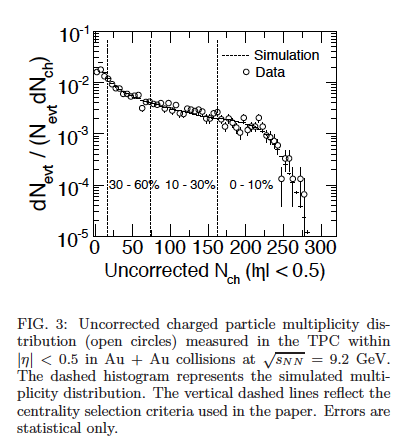 10⁻¹
10⁻²
10⁻³
10⁻⁴
10⁻⁵
dN_evt / (N_evt dN_ch)
Simulation
Data
30 - 60% 10 - 30% 0 - 10%
0 50 100 150 200 250 300
Uncorrected N_ch (|η| < 0.5)
FIG. 3: Uncorrected charged particle multiplicity dis-
tribution (open circles) measured in the TPC within
|η| < 0.5 in Au + Au collisions at √s_NN = 9.2 GeV.
The dashed histogram represents the simulated multi-
plicity distribution. The vertical dashed lines reflect the
centrality selection criteria used in the paper. Errors are
statistical only.